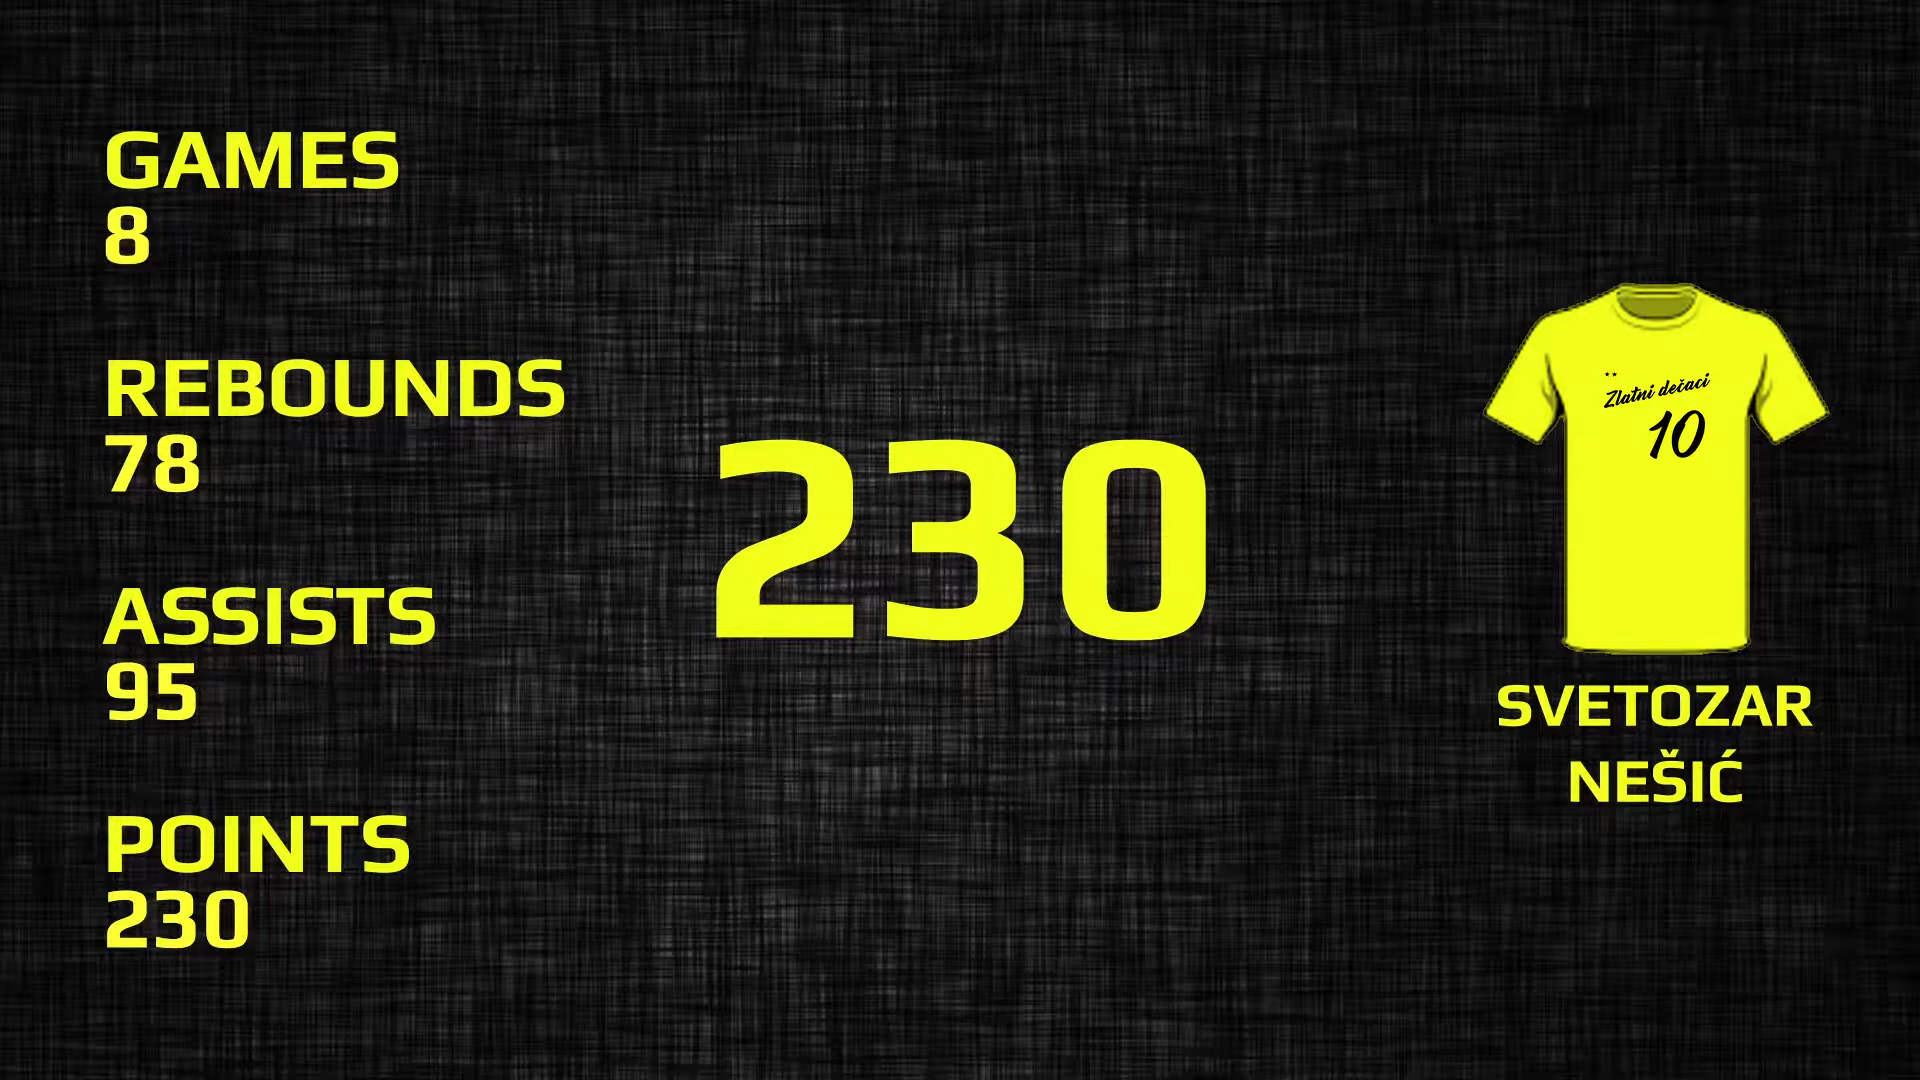 GAMES
8
REBOUNDS
78
ASSISTS
95
POINTS
230
230
Zlatni dečaci
10
SVETOZAR
NEŠIĆ